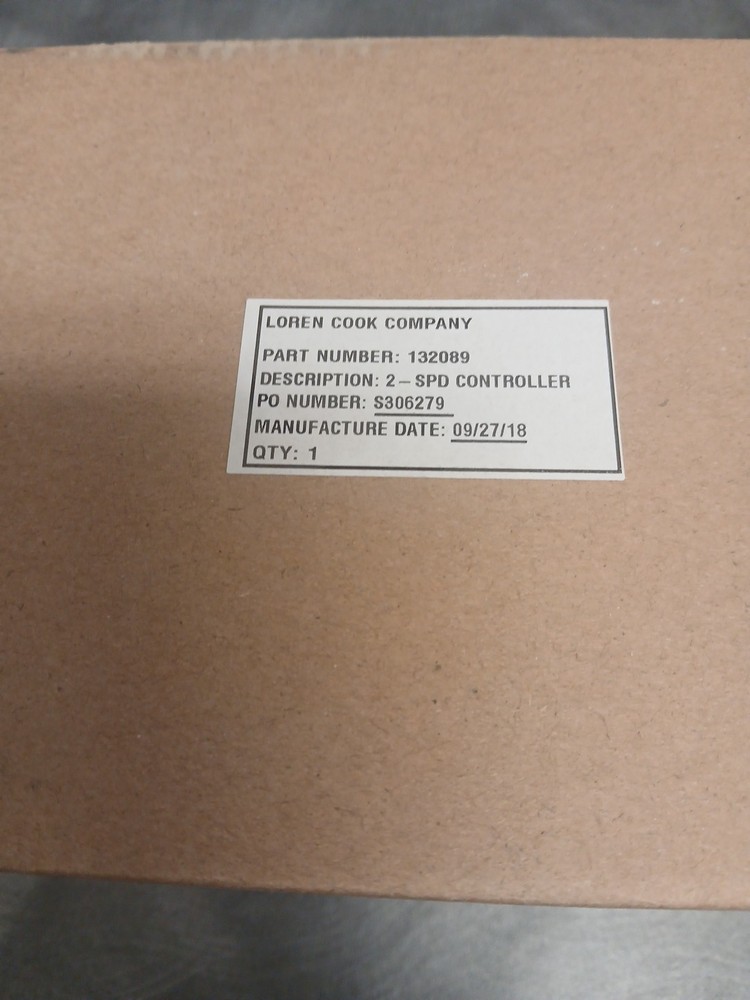 LOREN COOK COMPANY
PART NUMBER: 132089
DESCRIPTION: 2-SPD CONTROLLER
PO NUMBER: S306279
MANUFACTURE DATE: 09/27/18
QTY: 1